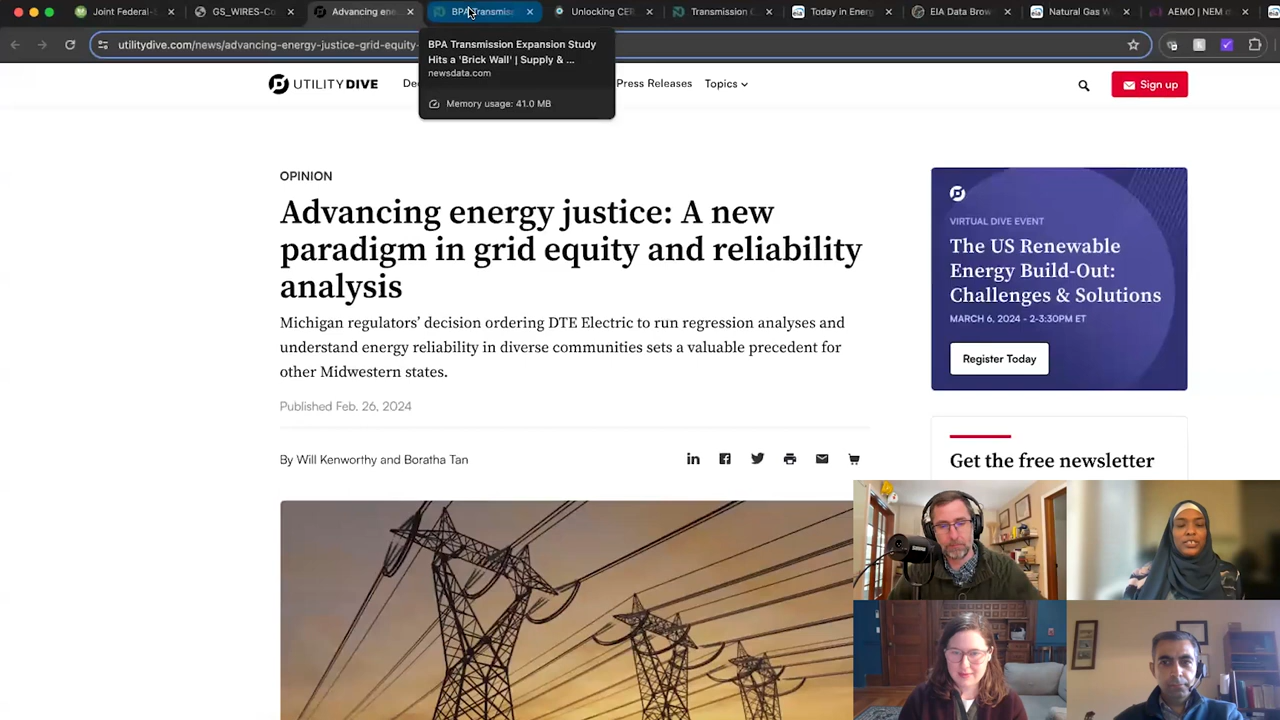 Joint Federal-S
GS_WIRES-Co
Advancing en
BPA Transmis
Unlocking CER
Transmission C
Today in Energ
EIA Data Brow
Natural Gas W
AEMO | NEM d
utilitydive.com/news/advancing-energy-justice-grid-equity-
BPA Transmission Expansion Study
Hits a 'Brick Wall' | Supply & ...
newsdata.com
Memory usage: 41.0 MB
UTILITY DIVE
De
Press Releases
Topics
Sign up
OPINION
Advancing energy justice: A new
paradigm in grid equity and reliability
analysis
Michigan regulators’ decision ordering DTE Electric to run regression analyses and
understand energy reliability in diverse communities sets a valuable precedent for
other Midwestern states.
Published Feb. 26, 2024
By Will Kenworthy and Boratha Tan
VIRTUAL DIVE EVENT
The US Renewable
Energy Build-Out:
Challenges & Solutions
MARCH 6, 2024 - 2-3:30PM ET
Register Today
Get the free newsletter